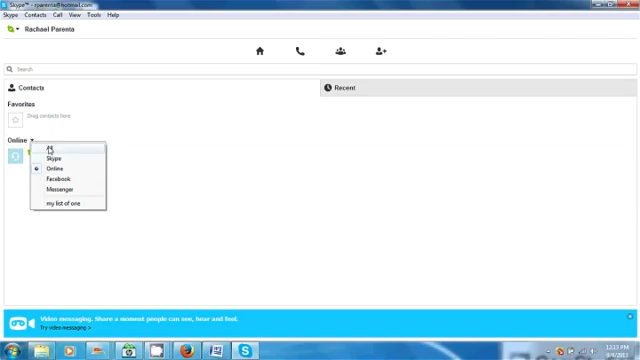 Skype™ - rparenta@hotmail.com
Skype Contacts Call View Tools Help
Rachael Parenta
Search
Contacts
Recent
Favorites
Drag contacts here
Online
All
Skype
Online
Facebook
Messenger
my list of one
Video messaging. Share a moment people can see, hear and feel.
Try video messaging >
12:23 PM
9/4/2013